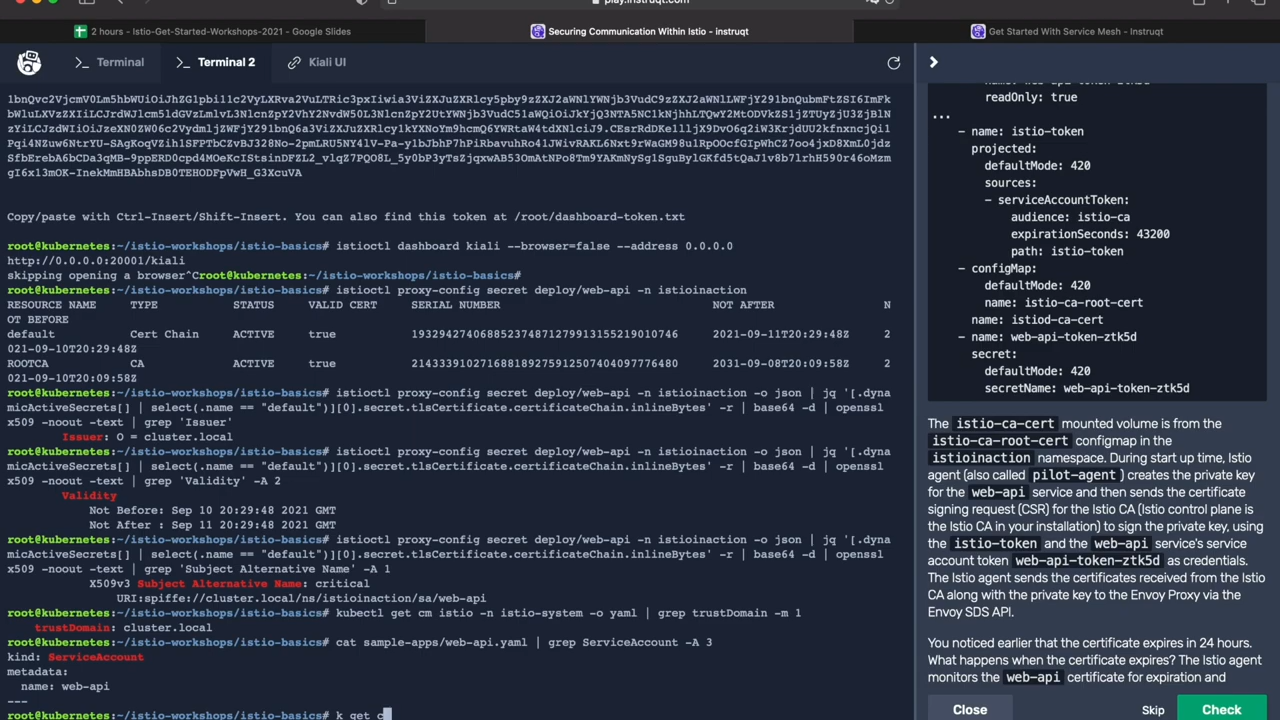 play.instruqt.com
2 hours - Istio-Get-Started-Workshops-2021 - Google Slides
Securing Communication Within Istio - instruqt
Get Started With Service Mesh - Instruqt
>_ Terminal
>_ Terminal 2
Kiali UI
Copy/paste with Ctrl-Insert/Shift-Insert. You can also find this token at /root/dashboard-token.txt
root@kubernetes:~/istio-workshops/istio-basics# istioctl dashboard kiali --browser=false --address 0.0.0.0
http://0.0.0.0:20001/kiali
skipping opening a browser^Croot@kubernetes:~/istio-workshops/istio-basics#
root@kubernetes:~/istio-workshops/istio-basics# istioctl proxy-config secret deploy/web-api -n istioinaction
RESOURCE NAME     TYPE           STATUS     VALID CERT     SERIAL NUMBER                               NOT AFTER                N
OT BEFORE
default           Cert Chain     ACTIVE     true           193294274068852374871279913155219010746     2021-09-11T20:29:48Z     2
021-09-10T20:29:48Z
ROOTCA            CA             ACTIVE     true           214333910271688189275912507404097776480     2031-09-08T20:09:58Z     2
021-09-10T20:09:58Z
root@kubernetes:~/istio-workshops/istio-basics# istioctl proxy-config secret deploy/web-api -n istioinaction -o json | jq '[.dyna
micActiveSecrets[] | select(.name == "default")][0].secret.tlsCertificate.certificateChain.inlineBytes' -r | base64 -d | openssl
x509 -noout -text | grep 'Issuer'
Issuer: O = cluster.local
root@kubernetes:~/istio-workshops/istio-basics# istioctl proxy-config secret deploy/web-api -n istioinaction -o json | jq '[.dyna
micActiveSecrets[] | select(.name == "default")][0].secret.tlsCertificate.certificateChain.inlineBytes' -r | base64 -d | openssl
x509 -noout -text | grep 'Validity' -A 2
Validity
Not Before: Sep 10 20:29:48 2021 GMT
Not After : Sep 11 20:29:48 2021 GMT
root@kubernetes:~/istio-workshops/istio-basics# istioctl proxy-config secret deploy/web-api -n istioinaction -o json | jq '[.dyna
micActiveSecrets[] | select(.name == "default")][0].secret.tlsCertificate.certificateChain.inlineBytes' -r | base64 -d | openssl
x509 -noout -text | grep 'Subject Alternative Name' -A 1
X509v3 Subject Alternative Name: critical
URI:spiffe://cluster.local/ns/istioinaction/sa/web-api
root@kubernetes:~/istio-workshops/istio-basics# kubectl get cm istio -n istio-system -o yaml | grep trustDomain -m 1
trustDomain: cluster.local
root@kubernetes:~/istio-workshops/istio-basics# cat sample-apps/web-api.yaml | grep ServiceAccount -A 3
kind: ServiceAccount
metadata:
name: web-api
---
root@kubernetes:~/istio-workshops/istio-basics# k get c
readOnly: true
...
- name: istio-token
projected:
defaultMode: 420
sources:
- serviceAccountToken:
audience: istio-ca
expirationSeconds: 43200
path: istio-token
- configMap:
defaultMode: 420
name: istio-ca-root-cert
name: istiod-ca-cert
- name: web-api-token-ztk5d
secret:
defaultMode: 420
secretName: web-api-token-ztk5d
The istio-ca-cert mounted volume is from the
istio-ca-root-cert configmap in the
istioinaction namespace. During start up time, Istio
agent (also called pilot-agent ) creates the private key
for the web-api service and then sends the certificate
signing request (CSR) for the Istio CA (Istio control plane is
the Istio CA in your installation) to sign the private key, using
the istio-token and the web-api service's service
account token web-api-token-ztk5d as credentials.
The Istio agent sends the certificates received from the Istio
CA along with the private key to the Envoy Proxy via the
Envoy SDS API.
You noticed earlier that the certificate expires in 24 hours.
What happens when the certificate expires? The Istio agent
monitors the web-api certificate for expiration and
Close
Skip
Check